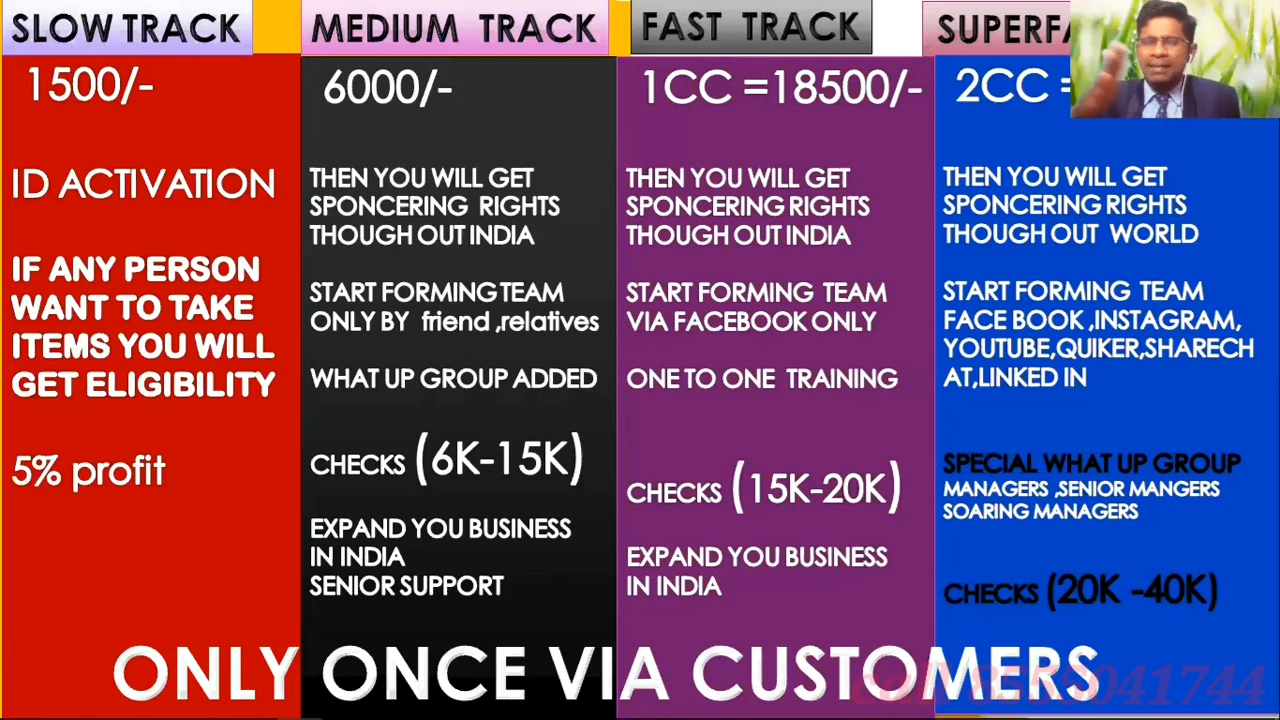 SLOW TRACK
1500/-
ID ACTIVATION
IF ANY PERSON
WANT TO TAKE
ITEMS YOU WILL
GET ELIGIBILITY
5% profit
MEDIUM TRACK
6000/-
THEN YOU WILL GET
SPONCERING RIGHTS
THOUGH OUT INDIA
START FORMING TEAM
ONLY BY friend ,relatives
WHAT UP GROUP ADDED
CHECKS (6K-15K)
EXPAND YOU BUSINESS
IN INDIA
SENIOR SUPPORT
FAST TRACK
1CC =18500/-
THEN YOU WILL GET
SPONCERING RIGHTS
THOUGH OUT INDIA
START FORMING TEAM
VIA FACEBOOK ONLY
ONE TO ONE TRAINING
CHECKS (15K-20K)
EXPAND YOU BUSINESS
IN INDIA
2CC =
THEN YOU WILL GET
SPONCERING RIGHTS
THOUGH OUT WORLD
START FORMING TEAM
FACE BOOK ,INSTAGRAM,
YOUTUBE,QUIKER,SHARECH
AT,LINKED IN
SPECIAL WHAT UP GROUP
MANAGERS ,SENIOR MANGERS
SOARING MANAGERS
CHECKS (20K -40K)
ONLY ONCE VIA CUSTOMERS